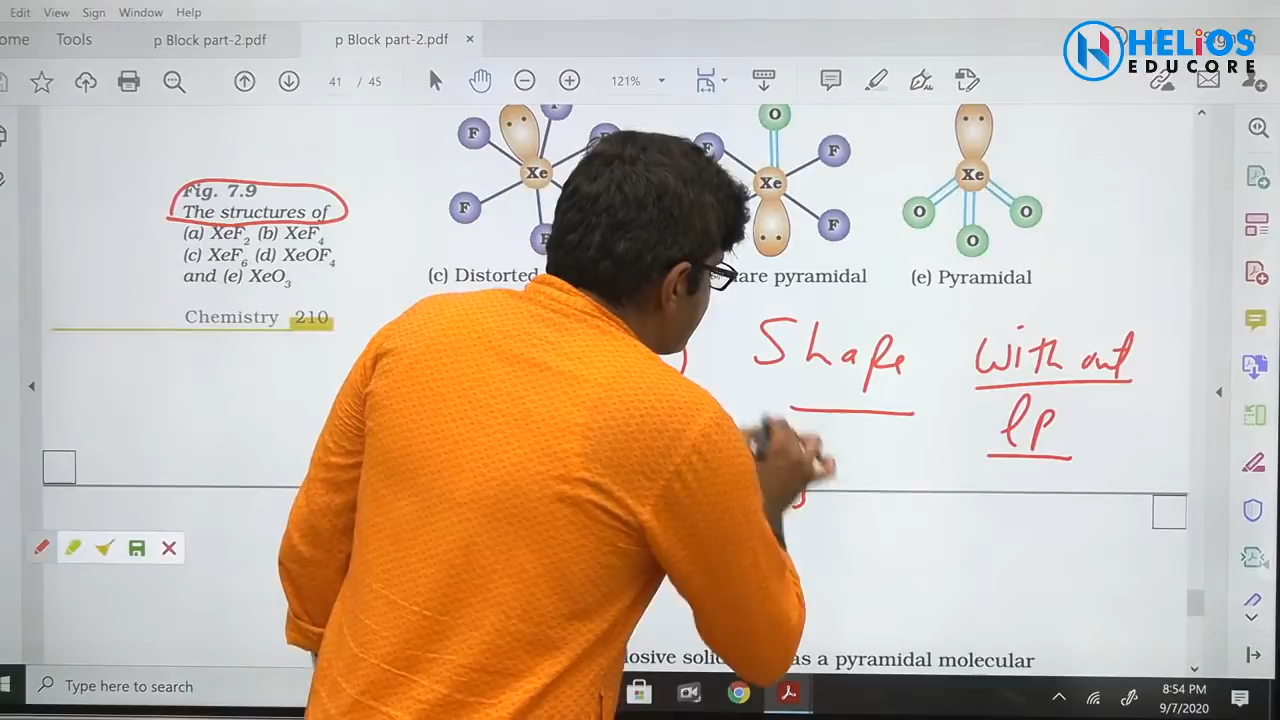 Edit View Sign Window Help
HELIOS
EDUCORE
ome Tools p Block part-2.pdf p Block part-2.pdf ×
41 / 45 121%
F F
Xe
F
O
F
Xe
F
Xe
O O
O
Fig. 7.9
The structures of
(a) XeF2 (b) XeF4
(c) XeF6 (d) XeOF4
and (e) XeO3
(c) Distorted
are pyramidal
(e) Pyramidal
Chemistry 210
Shape
Without
lp
losive soli
as a pyramidal molecular
Type here to search
8:54 PM
9/7/2020